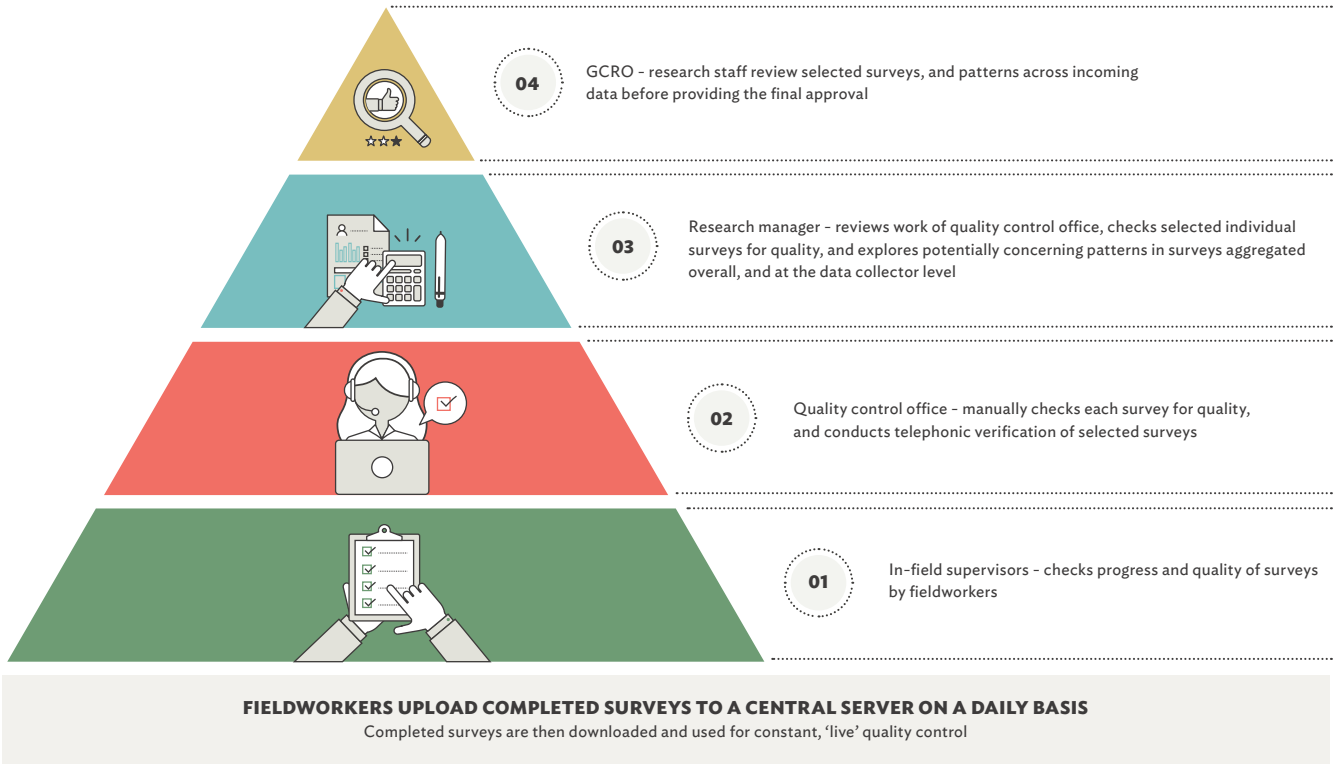 04
GCRO - research staff review selected surveys, and patterns across incoming
data before providing the final approval
03
Research manager - reviews work of quality control office, checks selected individual
surveys for quality, and explores potentially concerning patterns in surveys aggregated
overall, and at the data collector level
02
Quality control office - manually checks each survey for quality,
and conducts telephonic verification of selected surveys
01
In-field supervisors - checks progress and quality of surveys
by fieldworkers
FIELDWORKERS UPLOAD COMPLETED SURVEYS TO A CENTRAL SERVER ON A DAILY BASIS
Completed surveys are then downloaded and used for constant, ‘live’ quality control